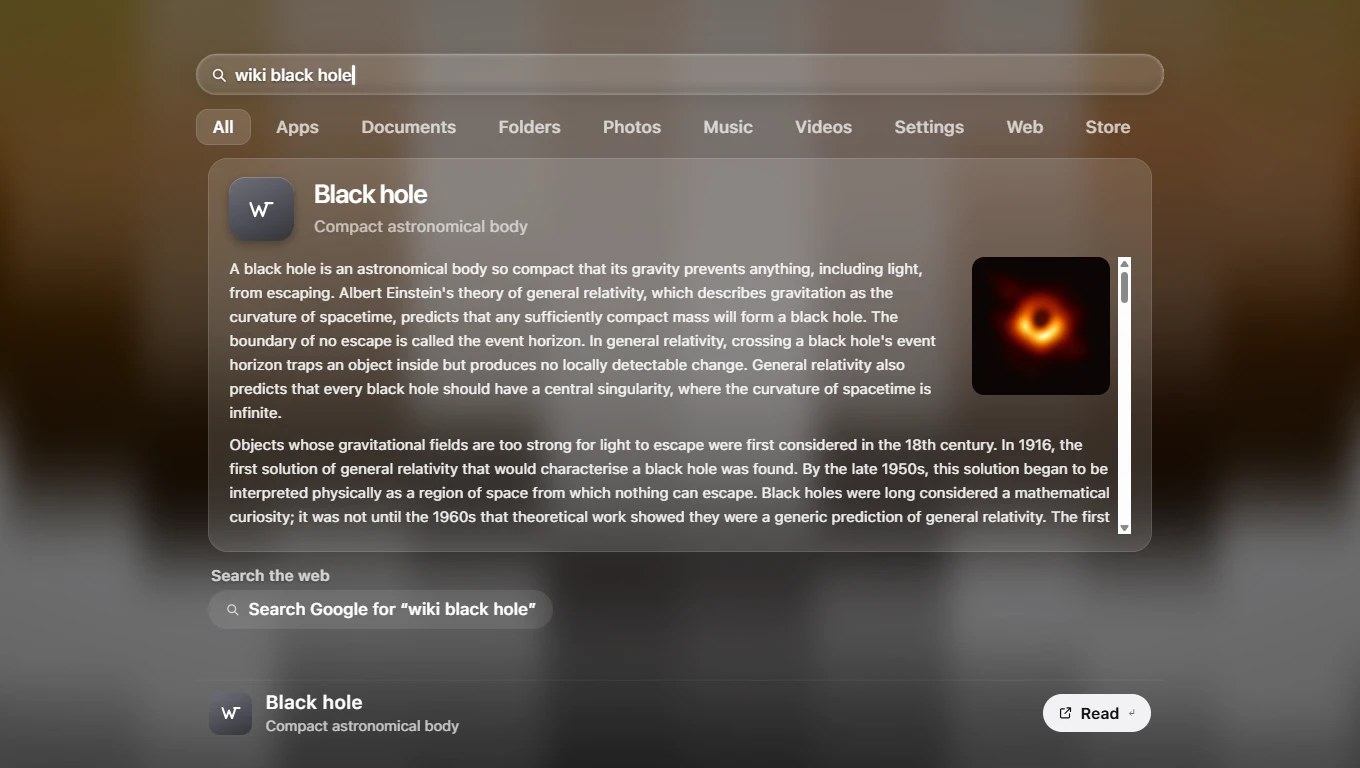 wiki black hole
All Apps Documents Folders Photos Music Videos Settings Web Store
W
Black hole
Compact astronomical body
A black hole is an astronomical body so compact that its gravity prevents anything, including light,
from escaping. Albert Einstein's theory of general relativity, which describes gravitation as the
curvature of spacetime, predicts that any sufficiently compact mass will form a black hole. The
boundary of no escape is called the event horizon. In general relativity, crossing a black hole's event
horizon traps an object inside but produces no locally detectable change. General relativity also
predicts that every black hole should have a central singularity, where the curvature of spacetime is
infinite.
Objects whose gravitational fields are too strong for light to escape were first considered in the 18th century. In 1916, the
first solution of general relativity that would characterise a black hole was found. By the late 1950s, this solution began to be
interpreted physically as a region of space from which nothing can escape. Black holes were long considered a mathematical
curiosity; it was not until the 1960s that theoretical work showed they were a generic prediction of general relativity. The first
Search the web
Search Google for “wiki black hole”
W
Black hole
Compact astronomical body
Read